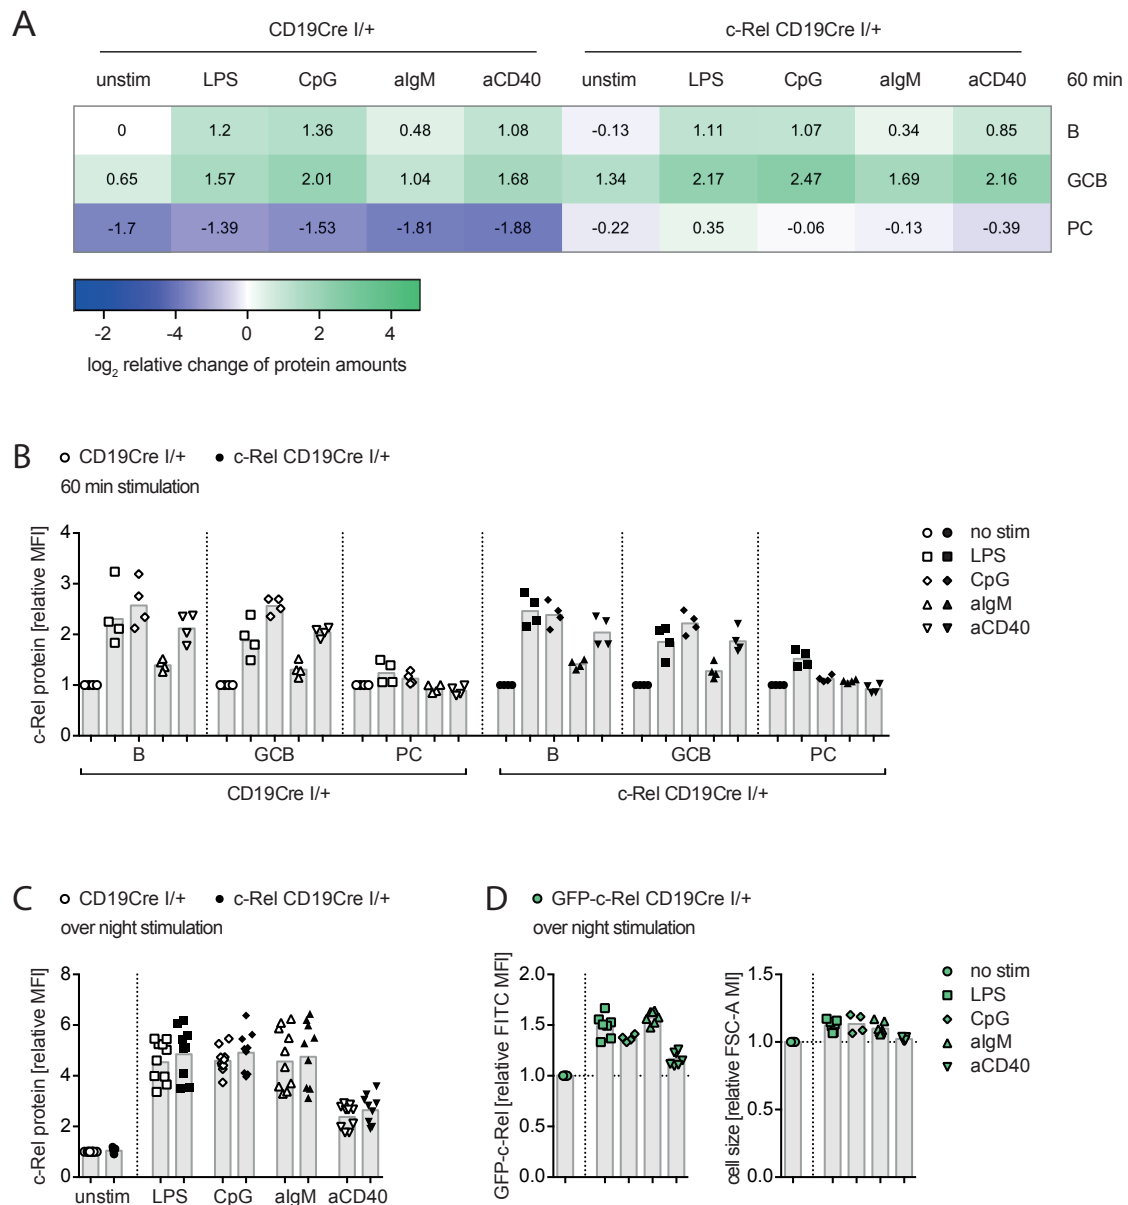 A
CD19Cre I/+ c-Rel CD19Cre I/+
unstim LPS CpG aIgM aCD40 unstim LPS CpG aIgM aCD40 60 min
0 1.2 1.36 0.48 1.08 -0.13 1.11 1.07 0.34 0.85 B
0.65 1.57 2.01 1.04 1.68 1.34 2.17 2.47 1.69 2.16 GCB
-1.7 -1.39 -1.53 -1.81 -1.88 -0.22 0.35 -0.06 -0.13 -0.39 PC
-2 -4 0 2 4
log2 relative change of protein amounts
B
CD19Cre I/+ c-Rel CD19Cre I/+
60 min stimulation
c-Rel protein [relative MFI]
4
3
2
1
0
B GCB PC B GCB PC
CD19Cre I/+ c-Rel CD19Cre I/+
no stim
LPS
CpG
aIgM
aCD40
C
CD19Cre I/+ c-Rel CD19Cre I/+
over night stimulation
c-Rel protein [relative MFI]
8
6
4
2
0
unstim LPS CpG aIgM aCD40
D
GFP-c-Rel CD19Cre I/+
over night stimulation
GFP-c-Rel [relative FITC MFI]
2.0
1.5
1.0
0.5
0.0
cell size [relative FSC-A MI]
1.5
1.0
0.5
0.0
no stim
LPS
CpG
aIgM
aCD40